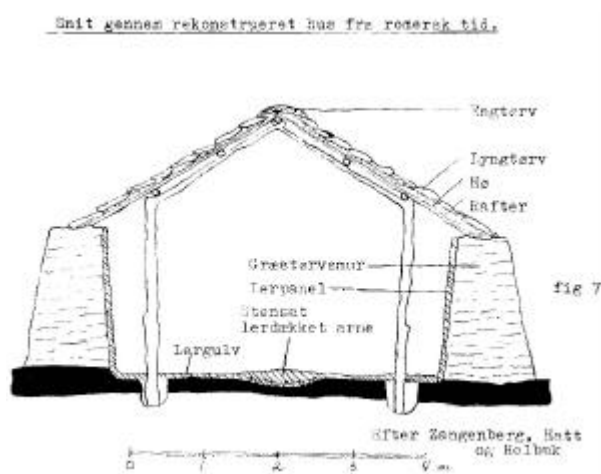 Snit gennem rekonstrueret hus fra romersk tid.
Engtørv
Lyngtørv
Hø
Rafter
Græstørvsmur
Lerpanel
fig 7
Stensat
lerdækket arne
Lergulv
Efter Zangenberg, Hatt
og Holbæk
0 1 2 3 4 m